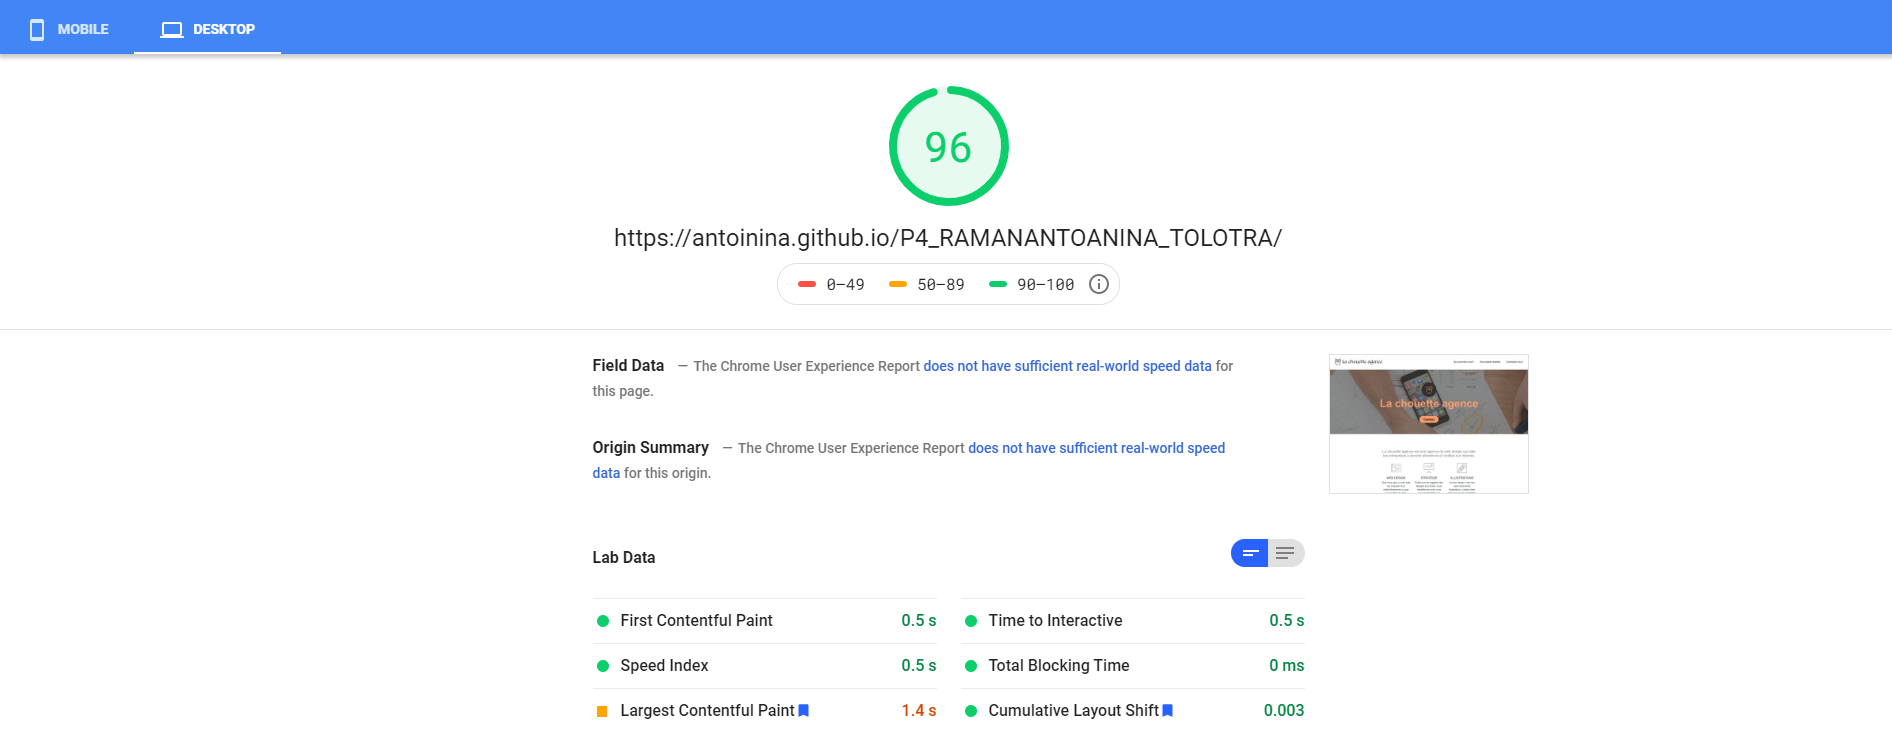 MOBILE
DESKTOP
96
https://antoinina.github.io/P4_RAMANANTOANINA_TOLOTRA/
0–49
50–89
90–100
Field Data — The Chrome User Experience Report does not have sufficient real-world speed data for
this page.
La chouette agence
La chouette agence
Origin Summary — The Chrome User Experience Report does not have sufficient real-world speed
data for this origin.
Lab Data
First Contentful Paint 0.5 s
Time to Interactive 0.5 s
Speed Index 0.5 s
Total Blocking Time 0 ms
Largest Contentful Paint 1.4 s
Cumulative Layout Shift 0.003